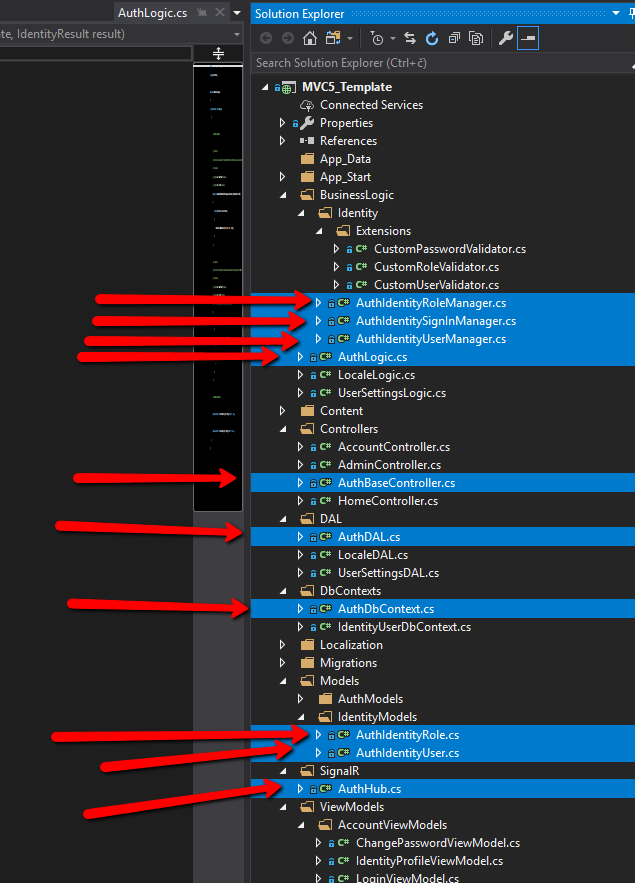 AuthLogic.cs
te, IdentityResult result)
Solution Explorer
Search Solution Explorer (Ctrl+č)
MVC5_Template
Connected Services
Properties
References
App_Data
App_Start
BusinessLogic
Identity
Extensions
C# CustomPasswordValidator.cs
C# CustomRoleValidator.cs
C# CustomUserValidator.cs
C# AuthIdentityRoleManager.cs
C# AuthIdentitySignInManager.cs
C# AuthIdentityUserManager.cs
C# AuthLogic.cs
C# LocaleLogic.cs
C# UserSettingsLogic.cs
Content
Controllers
C# AccountController.cs
C# AdminController.cs
C# AuthBaseController.cs
C# HomeController.cs
DAL
C# AuthDAL.cs
C# LocaleDAL.cs
C# UserSettingsDAL.cs
DbContexts
C# AuthDbContext.cs
C# IdentityUserDbContext.cs
Localization
Migrations
Models
AuthModels
IdentityModels
C# AuthIdentityRole.cs
C# AuthIdentityUser.cs
SignalR
C# AuthHub.cs
ViewModels
AccountViewModels
C# ChangePasswordViewModel.cs
C# IdentityProfileViewModel.cs
C# LoginViewModel.cs